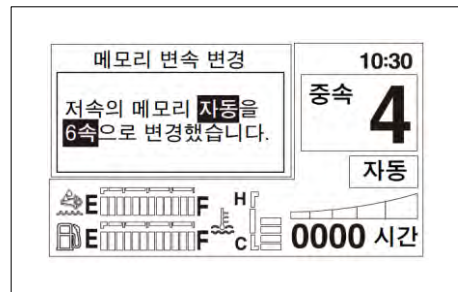 메모리 변속 변경
저속의 메모리 자동을
6속으로 변경했습니다.
10:30
중속
4
자동
E F
E F
H
C
0000 시간